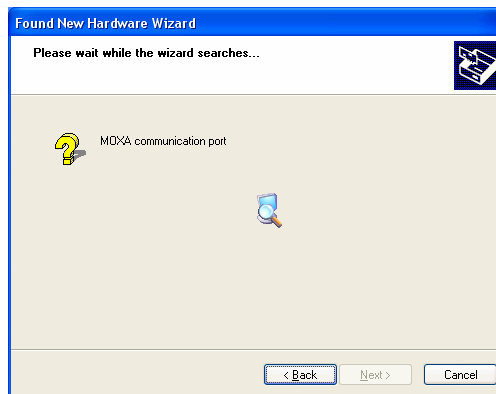 Found New Hardware Wizard
Please wait while the wizard searches...
MOXA communication port
< Back
Next >
Cancel